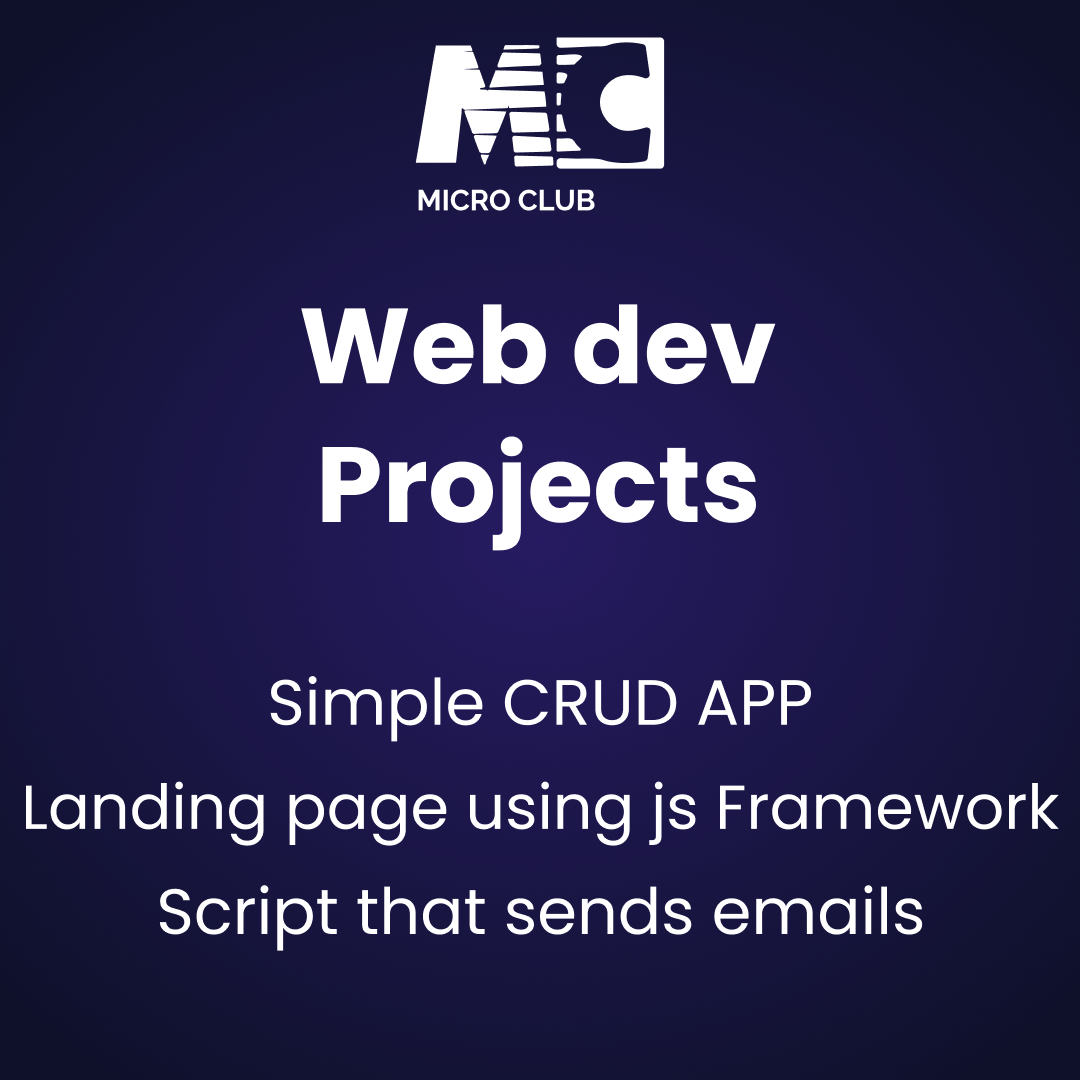 MC
MICRO CLUB
Web dev
Projects
Simple CRUD APP
Landing page using js Framework
Script that sends emails